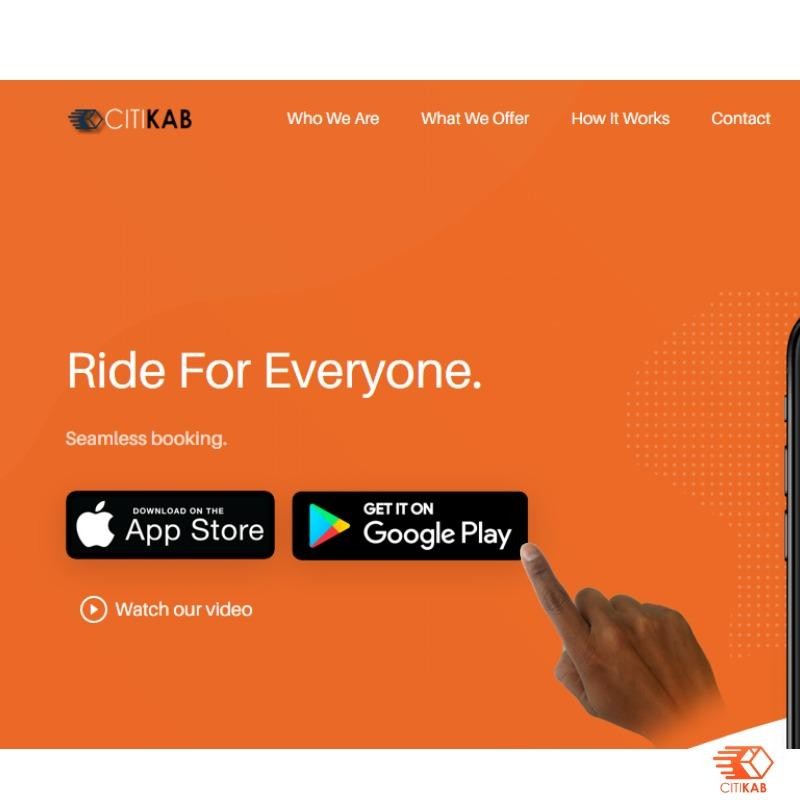 CITIKAB
Who We Are
What We Offer
How It Works
Contact
Ride For Everyone.
Seamless booking.
DOWNLOAD ON THE
App Store
GET IT ON
Google Play
Watch our video
CITIKAB